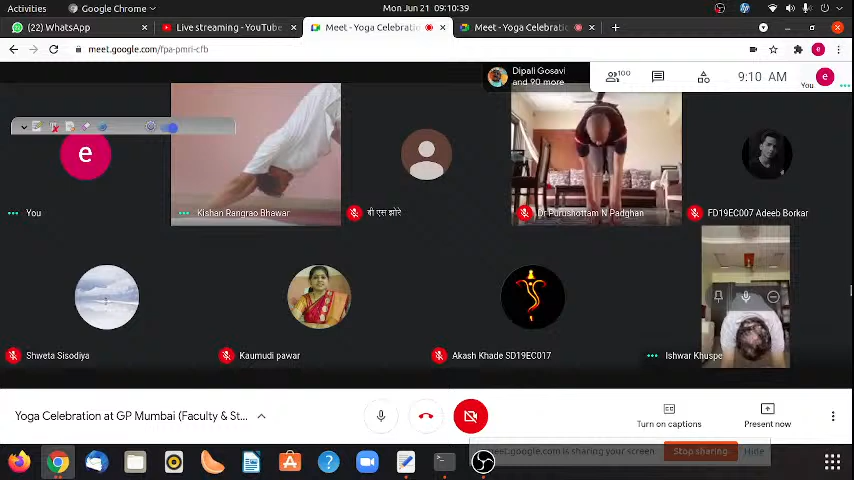 Activities
Google Chrome
Mon Jun 21 09:10:39
(22) WhatsApp
Live streaming - YouTube
Meet - Yoga Celebration
Meet - Yoga Celebration
meet.google.com/fpa-pmri-cfb
Dipali Gosavi
and 90 more
100
9:10 AM
e
You
e
You
Kishan Rangrao Bhawar
बी एस झोरे
Dr Purushottam N Padghan
FD19EC007 Adeeb Borkar
Shweta Sisodiya
Kaumudi pawar
Akash Khade SD19EC017
Ishwar Khuspe
Yoga Celebration at GP Mumbai (Faculty & St...
Turn on captions
Present now
meet.google.com is sharing your screen.
Stop sharing
Hide